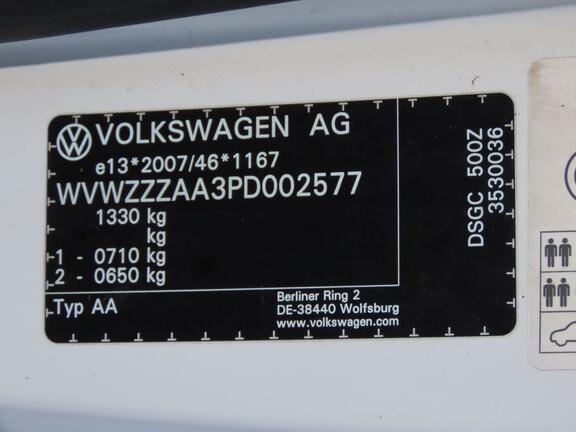 VOLKSWAGEN AG
e13*2007/46*1167
WVWZZZAA3PD002577
1330 kg
kg
1 - 0710 kg
2 - 0650 kg
Typ AA
Berliner Ring 2
DE-38440 Wolfsburg
www.volkswagen.com
DSGC 500Z
3530036